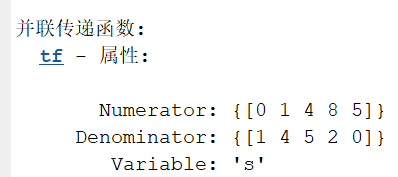 并联传递函数:
tf - 属性:
Numerator: {[0 1 4 8 5]}
Denominator: {[1 4 5 2 0]}
Variable: 's'